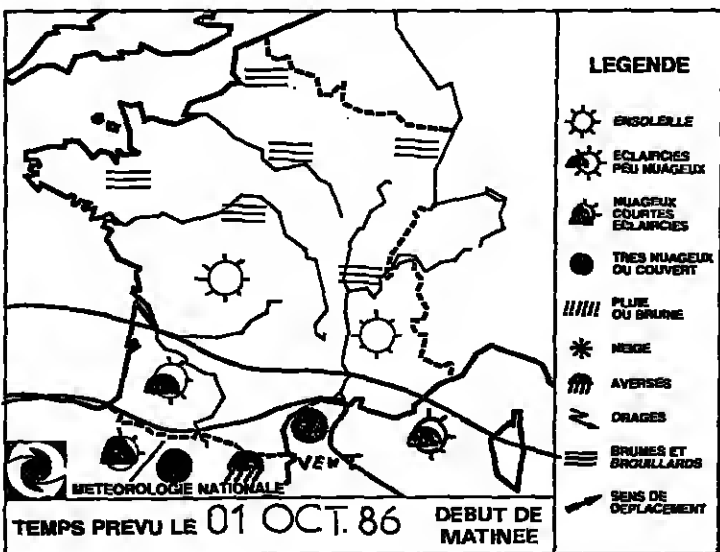 LEGENDE
ENSOLEILLE
ECLAIRCIES
PEU NUAGEUX
NUAGEUX
COURTES
ECLAIRCIES
TRES NUAGEUX
OU COUVERT
PLUIE
OU BRUINE
NEIGE
AVERSES
ORAGES
BRUMES ET
BROUILLARDS
SENS DE
DEPLACEMENT
VENT
METEOROLOGIE NATIONALE
TEMPS PREVU LE 01 OCT. 86 DEBUT DE
MATINEE